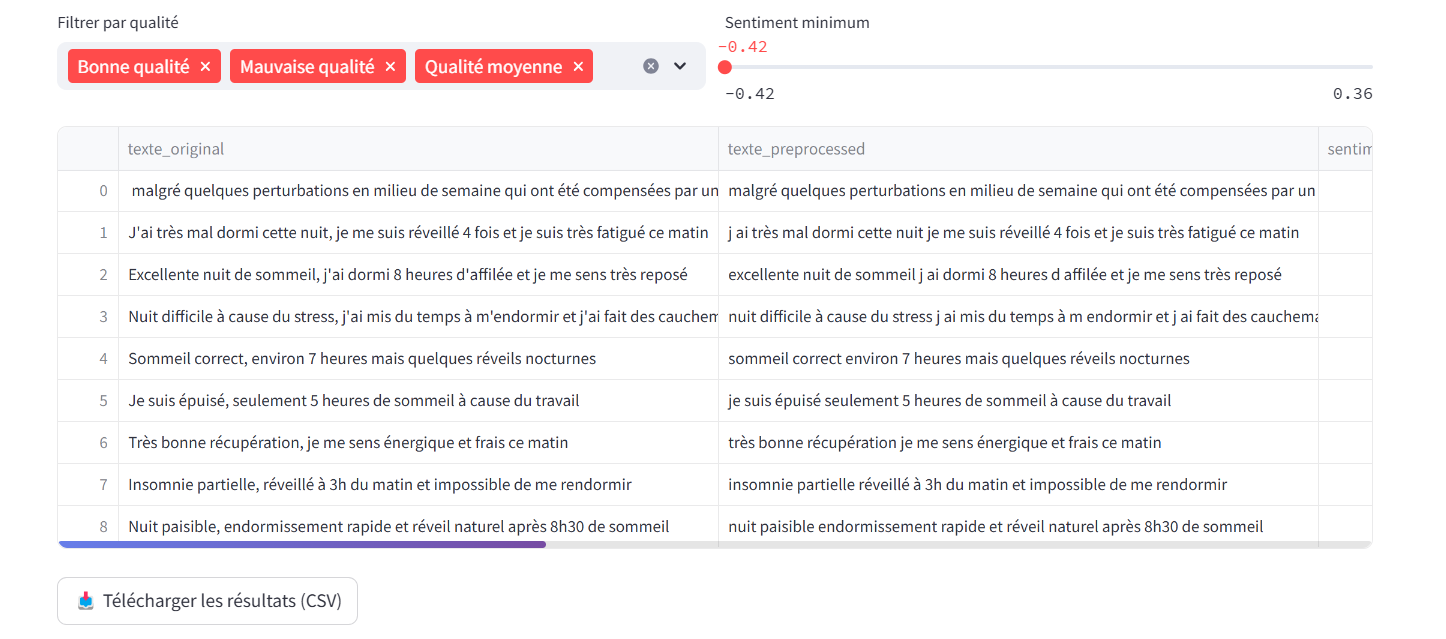 Filtrer par qualité
Sentiment minimum
-0.42
Bonne qualité × Mauvaise qualité × Qualité moyenne ×
-0.42 0.36
texte_original texte_preprocessed sentim
0 malgré quelques perturbations en milieu de semaine qui ont été compensées par un malgré quelques perturbations en milieu de semaine qui ont été compensées par un
1 J'ai très mal dormi cette nuit, je me suis réveillé 4 fois et je suis très fatigué ce matin j ai très mal dormi cette nuit je me suis réveillé 4 fois et je suis très fatigué ce matin
2 Excellente nuit de sommeil, j'ai dormi 8 heures d'affilée et je me sens très reposé excellente nuit de sommeil j ai dormi 8 heures d affilée et je me sens très reposé
3 Nuit difficile à cause du stress, j'ai mis du temps à m'endormir et j'ai fait des cauchem nuit difficile à cause du stress j ai mis du temps à m endormir et j ai fait des cauchema
4 Sommeil correct, environ 7 heures mais quelques réveils nocturnes sommeil correct environ 7 heures mais quelques réveils nocturnes
5 Je suis épuisé, seulement 5 heures de sommeil à cause du travail je suis épuisé seulement 5 heures de sommeil à cause du travail
6 Très bonne récupération, je me sens énergique et frais ce matin très bonne récupération je me sens énergique et frais ce matin
7 Insomnie partielle, réveillé à 3h du matin et impossible de me rendormir insomnie partielle réveillé à 3h du matin et impossible de me rendormir
8 Nuit paisible, endormissement rapide et réveil naturel après 8h30 de sommeil nuit paisible endormissement rapide et réveil naturel après 8h30 de sommeil
Télécharger les résultats (CSV)